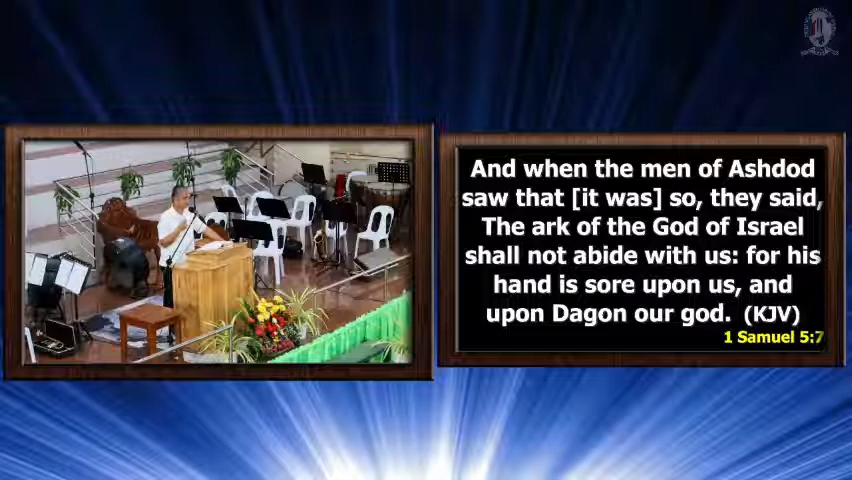 And when the men of Ashdod
saw that [it was] so, they said,
The ark of the God of Israel
shall not abide with us: for his
hand is sore upon us, and
upon Dagon our god. (KJV)
1 Samuel 5:7